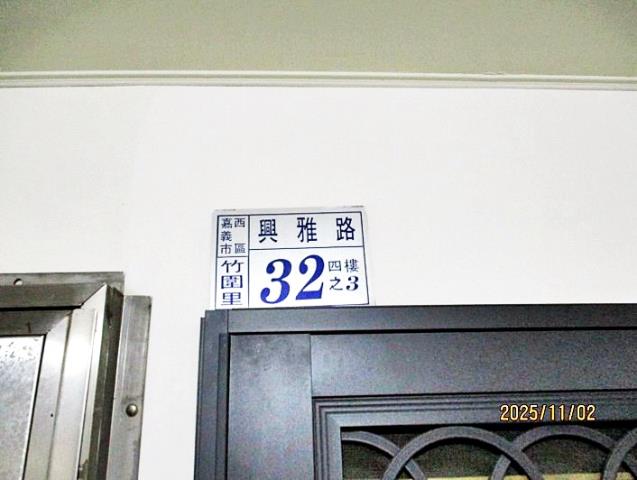 嘉義市
西區
竹圍里
興雅路
32
四樓
之3
2025/11/02